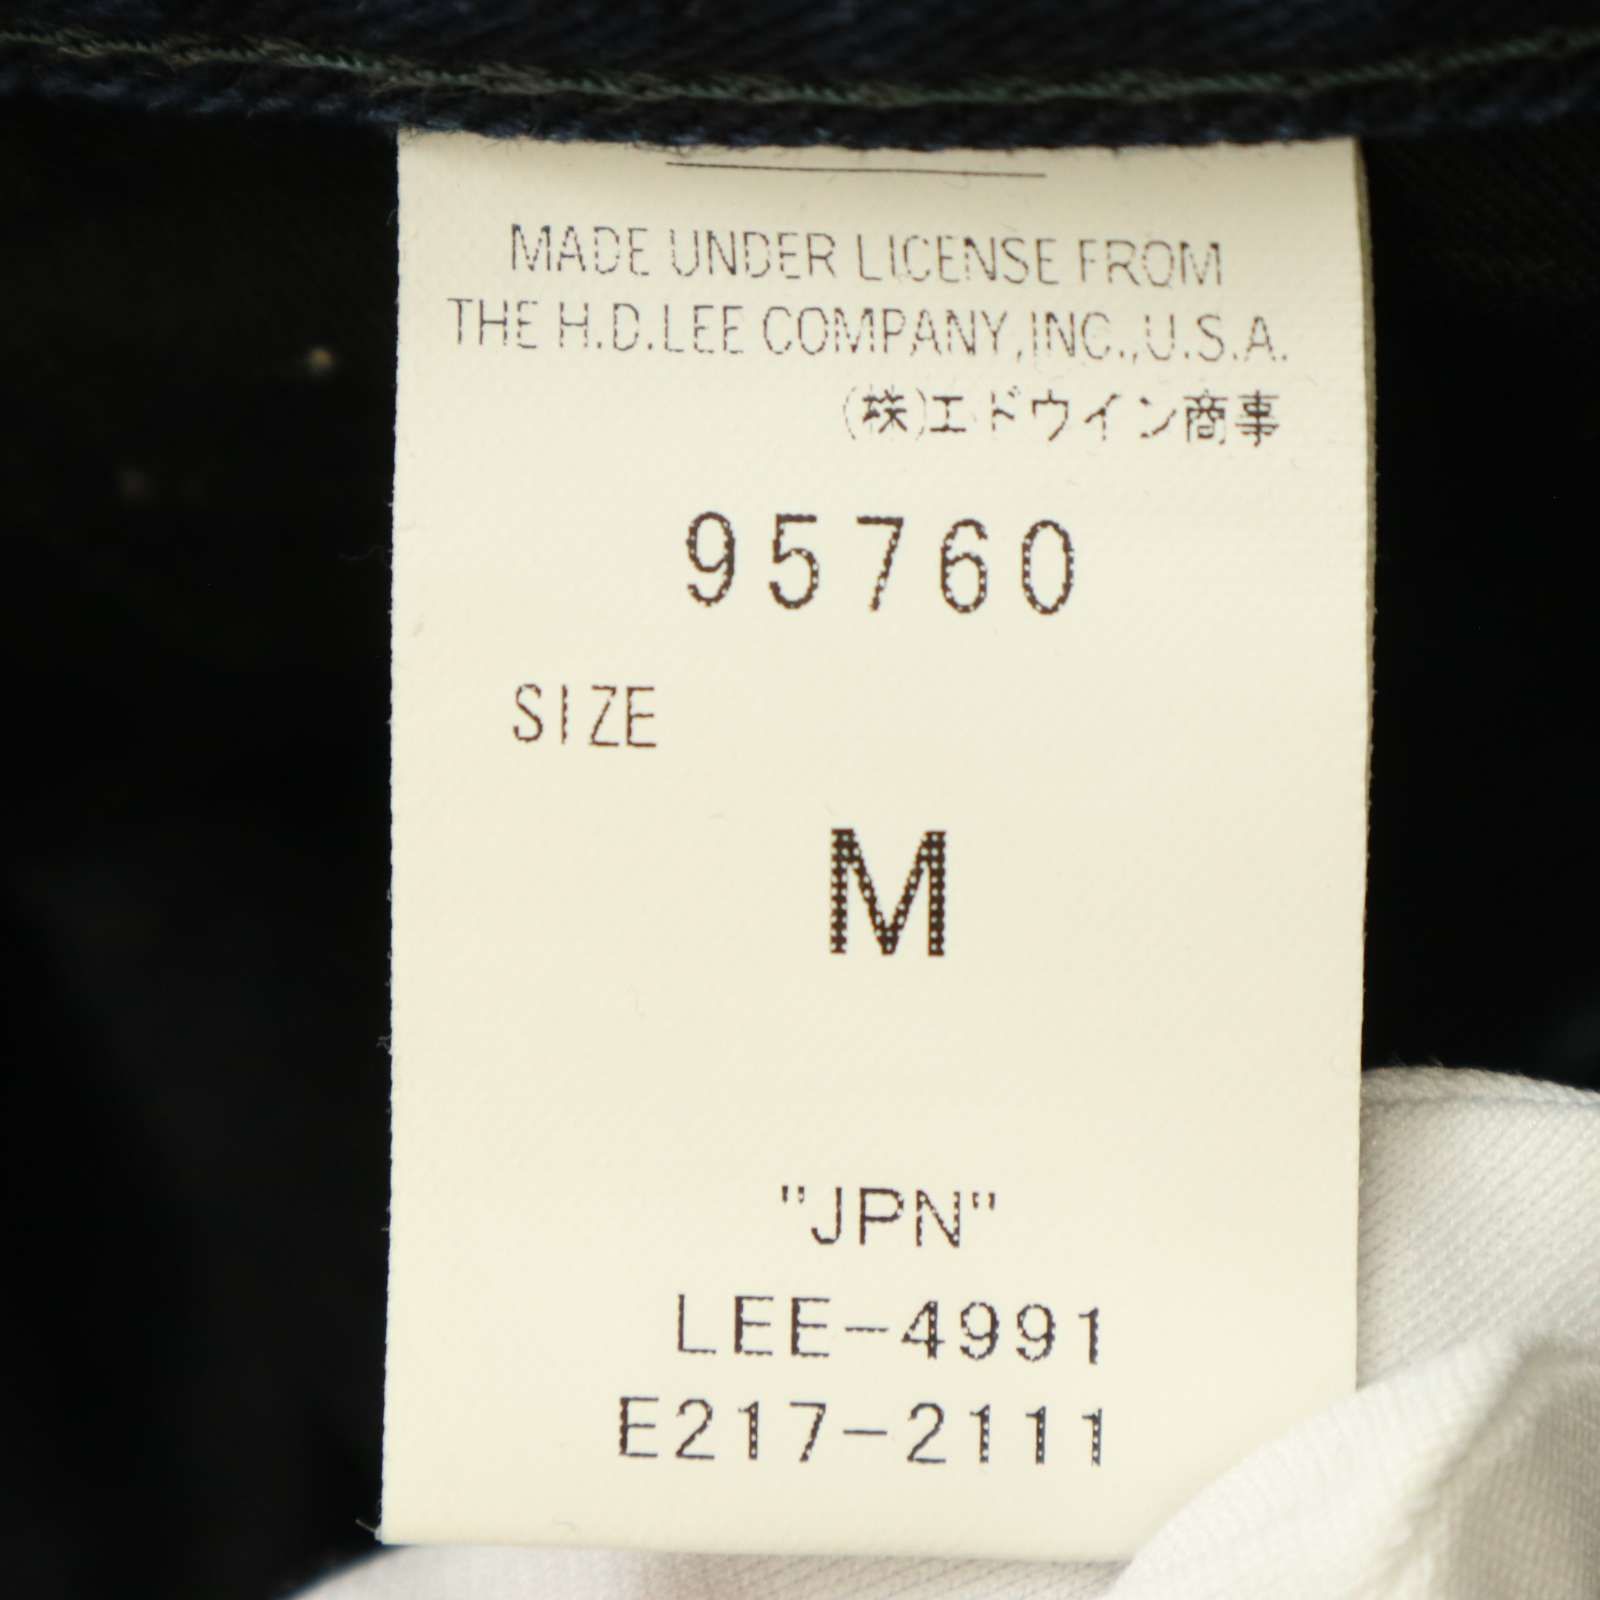 MADE UNDER LICENSE FROM
THE H.D.LEE COMPANY,INC.,U.S.A.
(株)エドウイン商事
95760
SIZE
M
"JPN"
LEE-4991
E217-2111